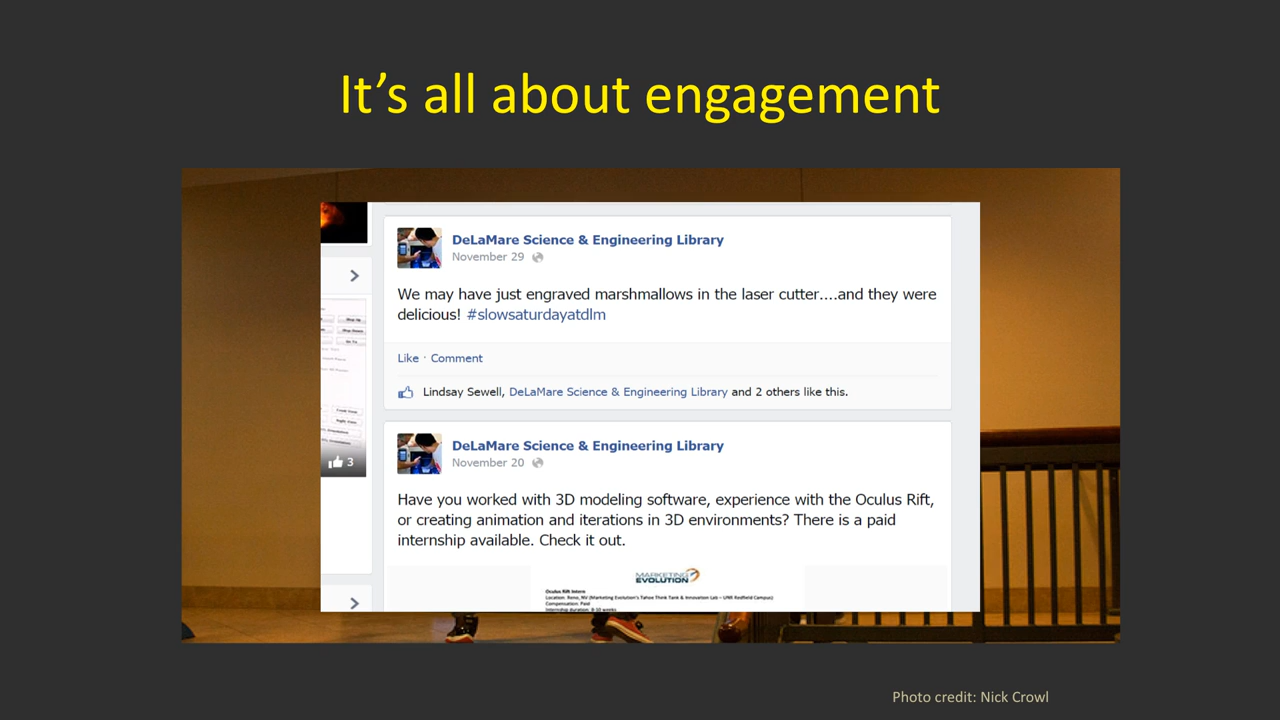 It's all about engagement
DeLaMare Science & Engineering Library
November 29
We may have just engraved marshmallows in the laser cutter....and they were
delicious! #slowsaturdayatdlm
Like · Comment
Lindsay Sewell, DeLaMare Science & Engineering Library and 2 others like this.
3
DeLaMare Science & Engineering Library
November 20
Have you worked with 3D modeling software, experience with the Oculus Rift,
or creating animation and iterations in 3D environments? There is a paid
internship available. Check it out.
MARKETING
EVOLUTION
Oculus Rift Intern
Location: Reno, NV (Marketing Evolution's Tahoe Think Tank & Innovation Lab – UNR Redfield Campus)
Compensation: Paid
Internship duration: 8-10 weeks
Photo credit: Nick Crowl